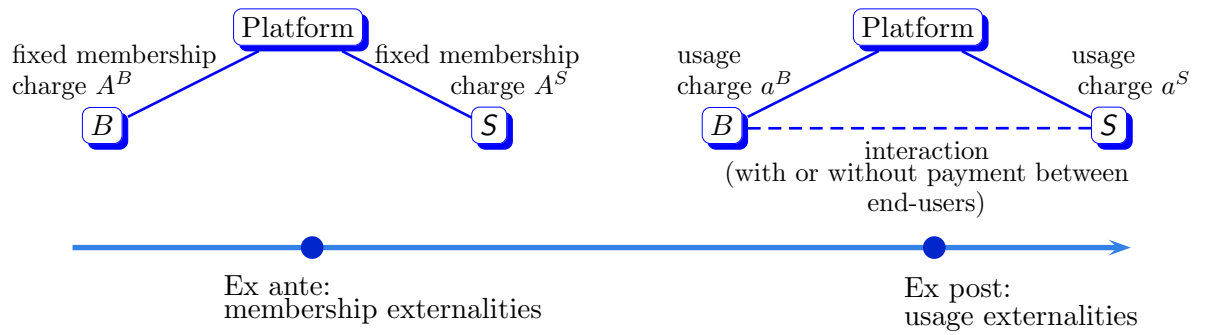 Platform
fixed membership
charge A^B
fixed membership
charge A^S
B
S
Platform
usage
charge a^B
usage
charge a^S
B
S
interaction
(with or without payment between
end-users)
Ex ante:
membership externalities
Ex post:
usage externalities